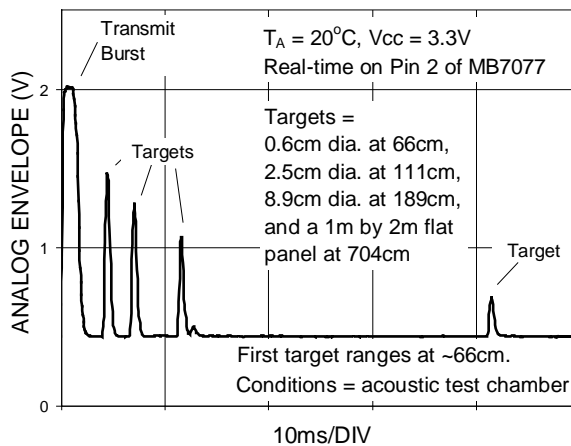 Transmit
Burst
T_A = 20°C, Vcc = 3.3V
Real-time on Pin 2 of MB7077
Targets =
0.6cm dia. at 66cm,
2.5cm dia. at 111cm,
8.9cm dia. at 189cm,
and a 1m by 2m flat
panel at 704cm
Targets
Target
First target ranges at ~66cm.
Conditions = acoustic test chamber
ANALOG ENVELOPE (V)
2
1
0
10ms/DIV